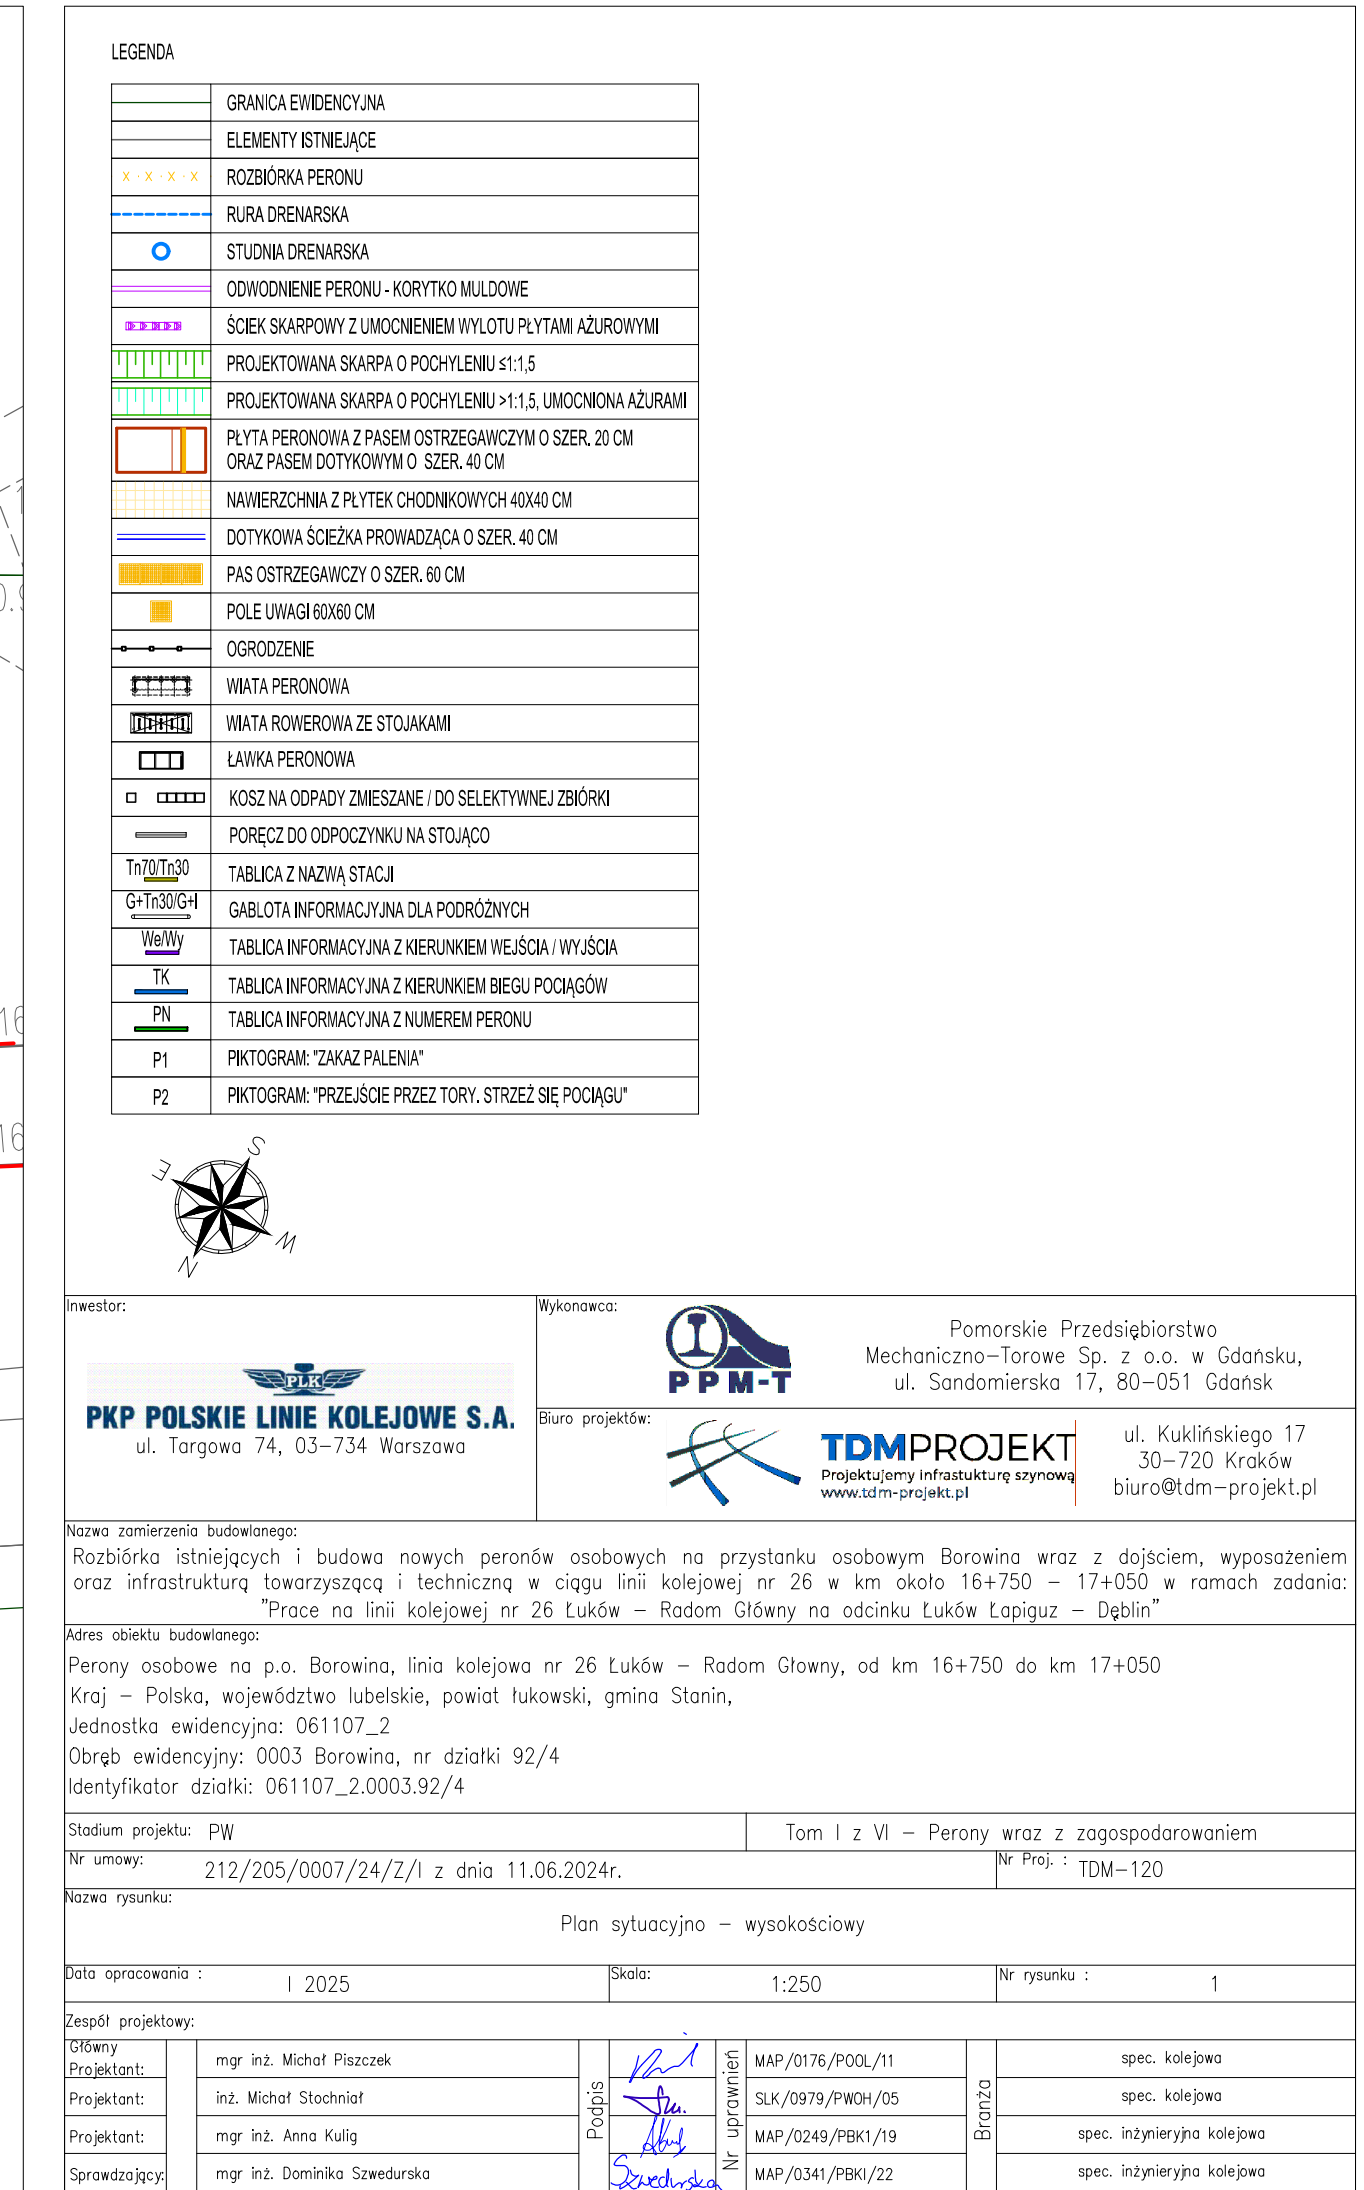 LEGENDA
GRANICA EWIDENCYJNA
ELEMENTY ISTNIEJĄCE
X · X · X · X ROZBIÓRKA PERONU
RURA DRENARSKA
STUDNIA DRENARSKA
ODWODNIENIE PERONU - KORYTKO MULDOWE
ŚCIEK SKARPOWY Z UMOCNIENIEM WYLOTU PŁYTAMI AŻUROWYMI
PROJEKTOWANA SKARPA O POCHYLENIU ≤1:1,5
PROJEKTOWANA SKARPA O POCHYLENIU >1:1,5, UMOCNIONA AŻURAMI
PŁYTA PERONOWA Z PASEM OSTRZEGAWCZYM O SZER. 20 CM
ORAZ PASEM DOTYKOWYM O SZER. 40 CM
NAWIERZCHNIA Z PŁYTEK CHODNIKOWYCH 40X40 CM
DOTYKOWA ŚCIEŻKA PROWADZĄCA O SZER. 40 CM
PAS OSTRZEGAWCZY O SZER. 60 CM
POLE UWAGI 60X60 CM
OGRODZENIE
WIATA PERONOWA
WIATA ROWEROWA ZE STOJAKAMI
ŁAWKA PERONOWA
KOSZ NA ODPADY ZMIESZANE / DO SELEKTYWNEJ ZBIÓRKI
PORĘCZ DO ODPOCZYNKU NA STOJĄCO
Tn70/Tn30 TABLICA Z NAZWĄ STACJI
G+Tn30/G+I GABLOTA INFORMACJYJNA DLA PODRÓŻNYCH
We/Wy TABLICA INFORMACYJNA Z KIERUNKIEM WEJŚCIA / WYJŚCIA
TK TABLICA INFORMACYJNA Z KIERUNKIEM BIEGU POCIĄGÓW
PN TABLICA INFORMACYJNA Z NUMEREM PERONU
P1 PIKTOGRAM: "ZAKAZ PALENIA"
P2 PIKTOGRAM: "PRZEJŚCIE PRZEZ TORY. STRZEŻ SIĘ POCIĄGU"
16
16
S
E
W
N
Inwestor:
PLK
PKP POLSKIE LINIE KOLEJOWE S.A.
ul. Targowa 74, 03-734 Warszawa
Wykonawca:
PPM-T
Pomorskie Przedsiębiorstwo
Mechaniczno-Torowe Sp. z o.o. w Gdańsku,
ul. Sandomierska 17, 80-051 Gdańsk
Biuro projektów:
TDMPROJEKT
Projektujemy infrastukturę szynową
www.tdm-projekt.pl
ul. Kuklińskiego 17
30-720 Kraków
biuro@tdm-projekt.pl
Nazwa zamierzenia budowlanego:
Rozbiórka istniejących i budowa nowych peronów osobowych na przystanku osobowym Borowina wraz z dojściem, wyposażeniem
oraz infrastrukturą towarzyszącą i techniczną w ciągu linii kolejowej nr 26 w km około 16+750 - 17+050 w ramach zadania:
"Prace na linii kolejowej nr 26 Łuków - Radom Główny na odcinku Łuków Łapiguz - Dęblin"
Adres obiektu budowlanego:
Perony osobowe na p.o. Borowina, linia kolejowa nr 26 Łuków - Radom Głowny, od km 16+750 do km 17+050
Kraj - Polska, województwo lubelskie, powiat łukowski, gmina Stanin,
Jednostka ewidencyjna: 061107_2
Obręb ewidencyjny: 0003 Borowina, nr działki 92/4
Identyfikator działki: 061107_2.0003.92/4
Stadium projektu: PW
Tom I z VI - Perony wraz z zagospodarowaniem
Nr umowy: 212/205/0007/24/Z/I z dnia 11.06.2024r.
Nr Proj. : TDM-120
Nazwa rysunku:
Plan sytuacyjno - wysokościowy
Data opracowania : I 2025
Skala: 1:250
Nr rysunku : 1
Zespół projektowy:
Podpis
Nr uprawnień
Branża
Główny Projektant: mgr inż. Michał Piszczek MAP/0176/POOL/11 spec. kolejowa
Projektant: inż. Michał Stochniał SLK/0979/PWOH/05 spec. kolejowa
Projektant: mgr inż. Anna Kulig MAP/0249/PBK1/19 spec. inżynieryjna kolejowa
Sprawdzający: mgr inż. Dominika Szwedurska Szwedurska MAP/0341/PBKI/22 spec. inżynieryjna kolejowa